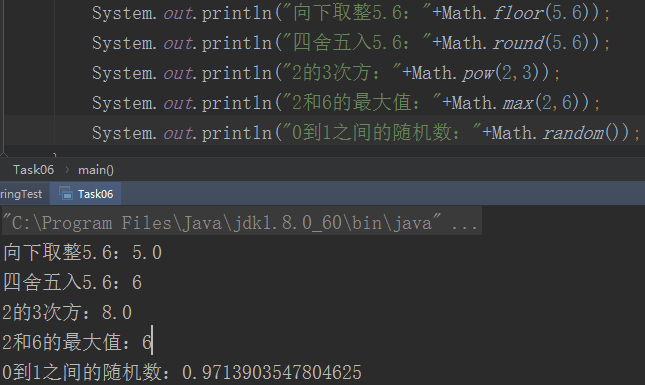 System.out.println("向下取整5.6："+Math.floor(5.6));
System.out.println("四舍五入5.6："+Math.round(5.6));
System.out.println("2的3次方："+Math.pow(2,3));
System.out.println("2和6的最大值："+Math.max(2,6));
System.out.println("0到1之间的随机数："+Math.random());
Task06 › main()
ringTest Task06
"C:\Program Files\Java\jdk1.8.0_60\bin\java" ...
向下取整5.6：5.0
四舍五入5.6：6
2的3次方：8.0
2和6的最大值：6
0到1之间的随机数：0.9713903547804625